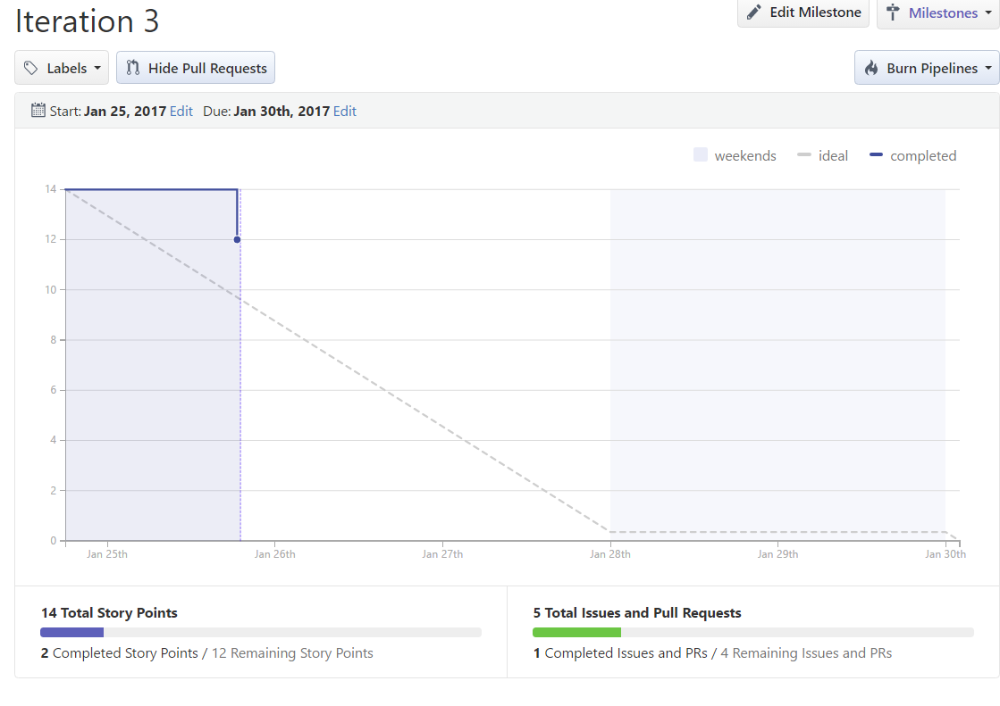 Iteration 3
Edit Milestone
Milestones
Labels
Hide Pull Requests
Burn Pipelines
Start: Jan 25, 2017 Edit Due: Jan 30th, 2017 Edit
weekends ideal completed
14
12
10
8
6
4
2
0
Jan 25th Jan 26th Jan 27th Jan 28th Jan 29th Jan 30th
14 Total Story Points
2 Completed Story Points / 12 Remaining Story Points
5 Total Issues and Pull Requests
1 Completed Issues and PRs / 4 Remaining Issues and PRs